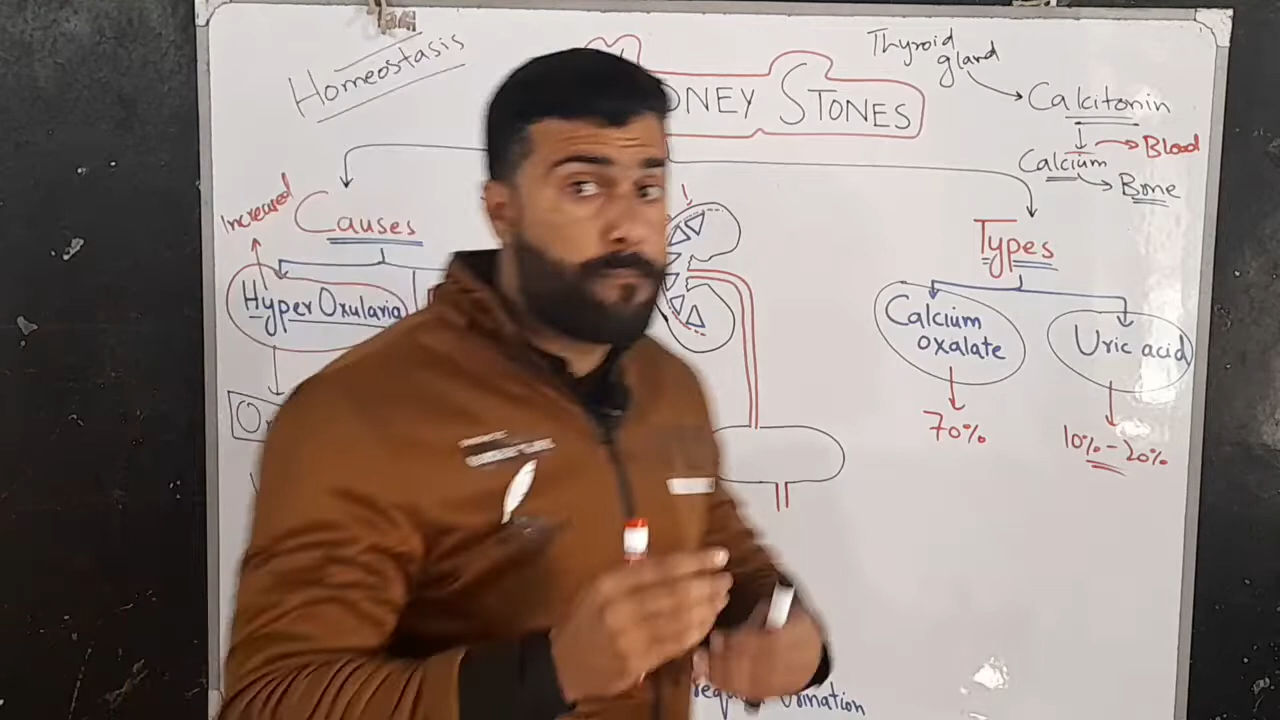 Homeostasis
DNEY STONES
Thyroid
gland
Calcitonin
Blood
Calcium
Bone
Increased
Causes
Types
Hyper Oxularia
Calcium
oxalate
Uric acid
70%
10%-20%